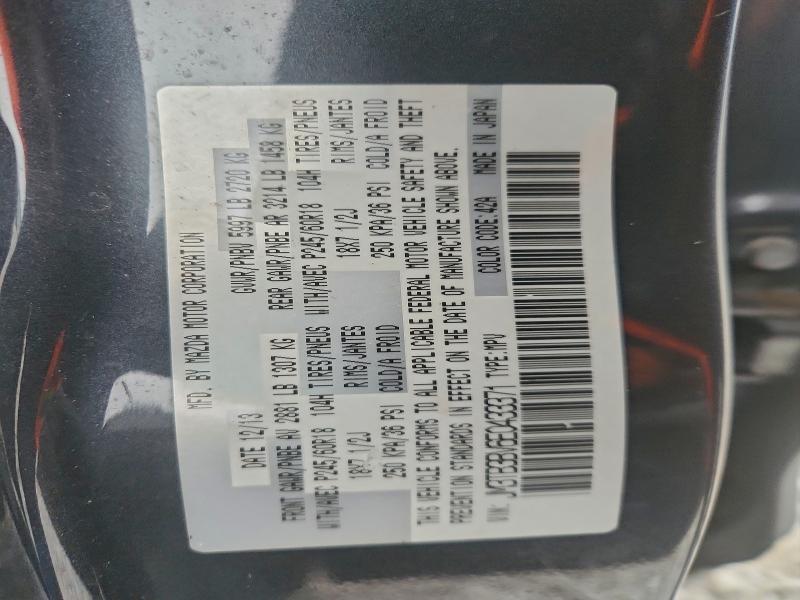 MFD. BY MAZDA MOTOR CORPORATION
DATE 12/13 GVWR/PNBV 5997 LB 2720 KG
FRONT GAWR/PNBE AV 2881 LB 1307 KG REAR GAWR/PNBE AR 3214 LB 1458 KG
WITH/AVEC P245/60R18 104H TIRES/PNEUS WITH/AVEC P245/60R18 104H TIRES/PNEUS
18X7 1/2J RIMS/JANTES 18X7 1/2J RIMS/JANTES
250 KPA/36 PSI COLD/A FROID 250 KPA/36 PSI COLD/A FROID
THIS VEHICLE CONFORMS TO ALL APPLICABLE FEDERAL MOTOR VEHICLE SAFETY AND THEFT
PREVENTION STANDARDS IN EFFECT ON THE DATE OF MANUFACTURE SHOWN ABOVE.
COLOR CODE:42A MADE IN JAPAN
VIN: JM3TB3BV6E0433371 TYPE:MPV